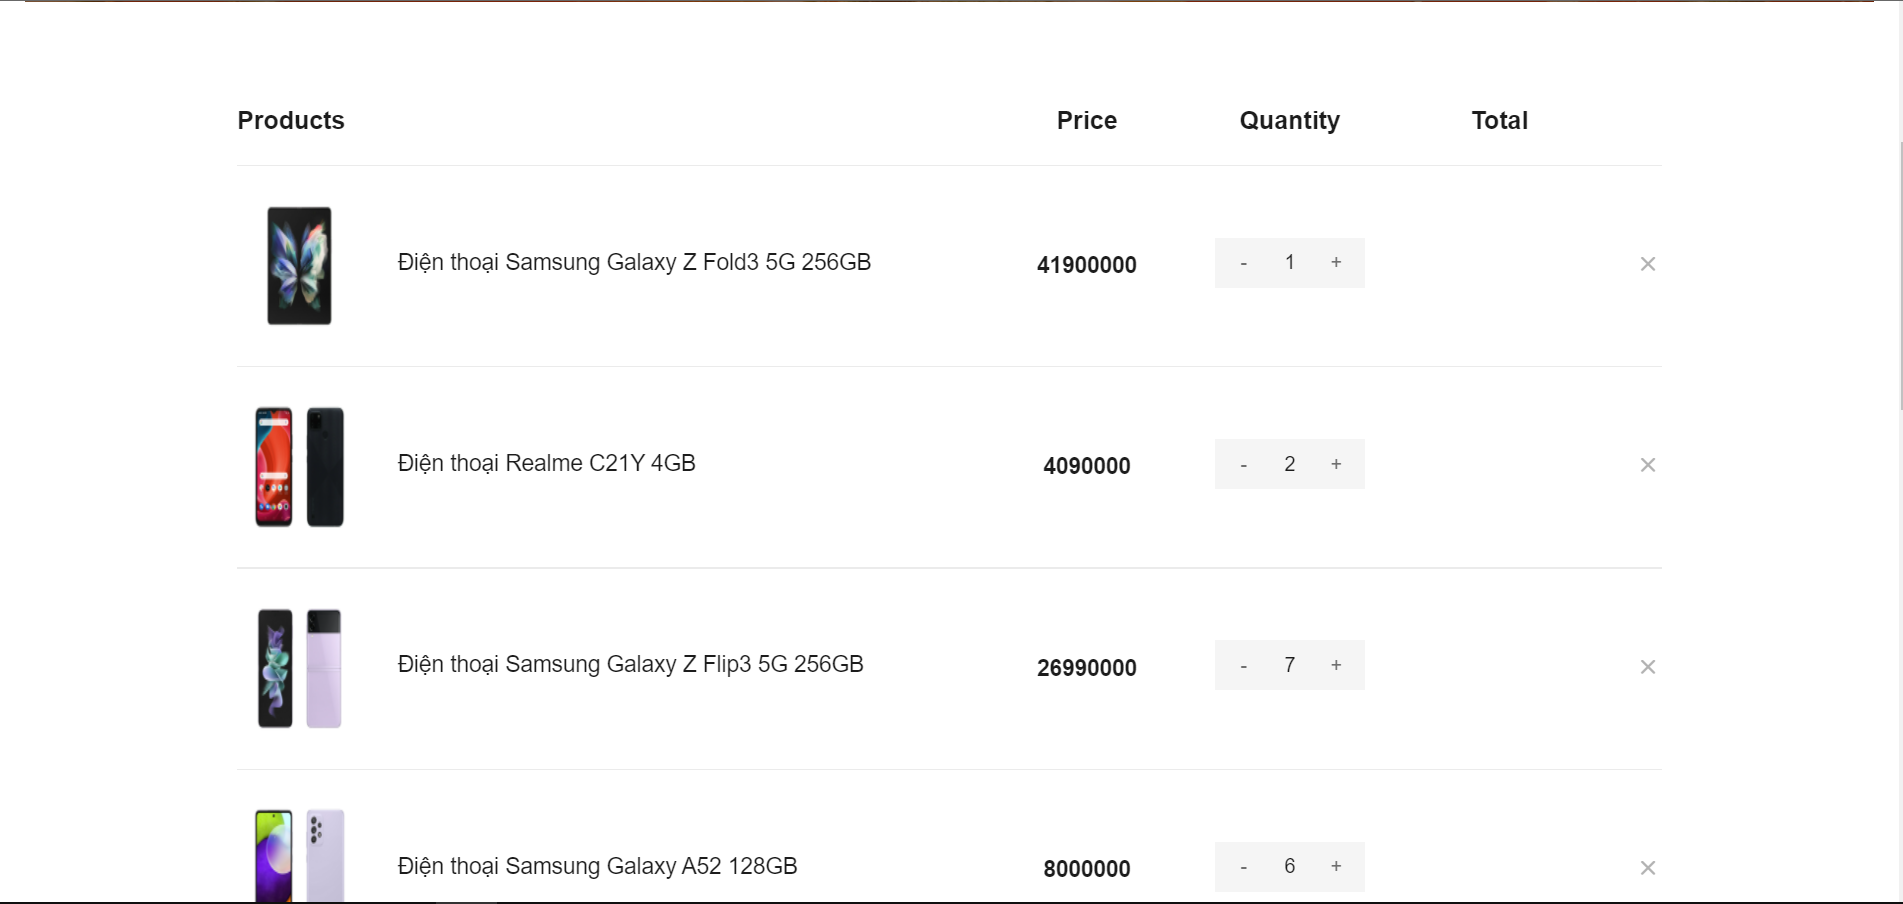 Products Price Quantity Total
Điện thoại Samsung Galaxy Z Fold3 5G 256GB 41900000 - 1 + ×
Điện thoại Realme C21Y 4GB 4090000 - 2 + ×
Điện thoại Samsung Galaxy Z Flip3 5G 256GB 26990000 - 7 + ×
Điện thoại Samsung Galaxy A52 128GB 8000000 - 6 + ×